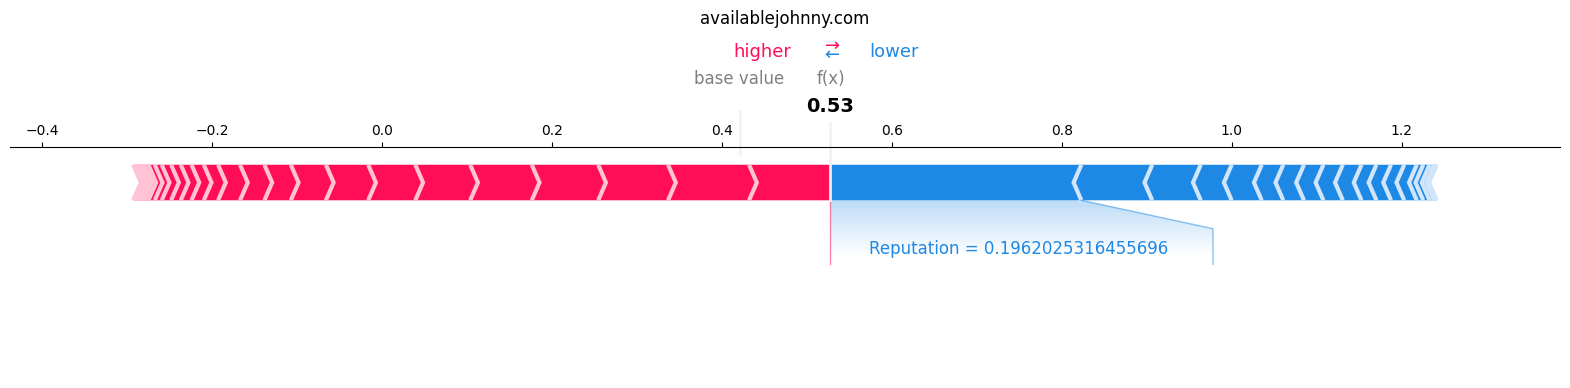 availablejohnny.com
higher → ← lower
base value f(x)
0.53
−0.4 −0.2 0.0 0.2 0.4 0.6 0.8 1.0 1.2
Reputation = 0.1962025316455696